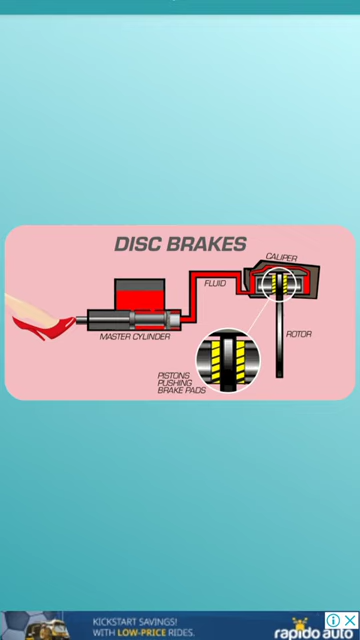 DISC BRAKES
CALIPER
FLUID
MASTER CYLINDER
ROTOR
PISTONS
PUSHING
BRAKE PADS
KICKSTART SAVINGS!
WITH LOW-PRICE RIDES.
rapido auto